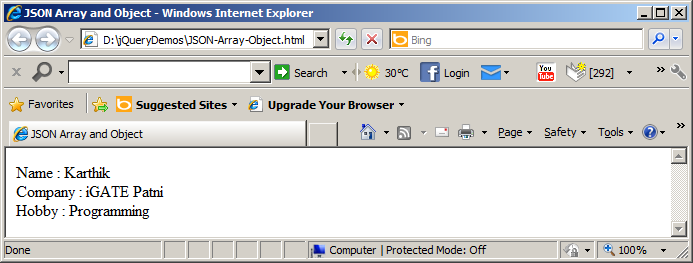 JSON Array and Object - Windows Internet Explorer
D:\jQueryDemos\JSON-Array-Object.html
Bing
Search 30°C Login You Tube [292] »
Favorites Suggested Sites Upgrade Your Browser
JSON Array and Object Page Safety Tools »
Name : Karthik
Company : iGATE Patni
Hobby : Programming
Done Computer | Protected Mode: Off 100%